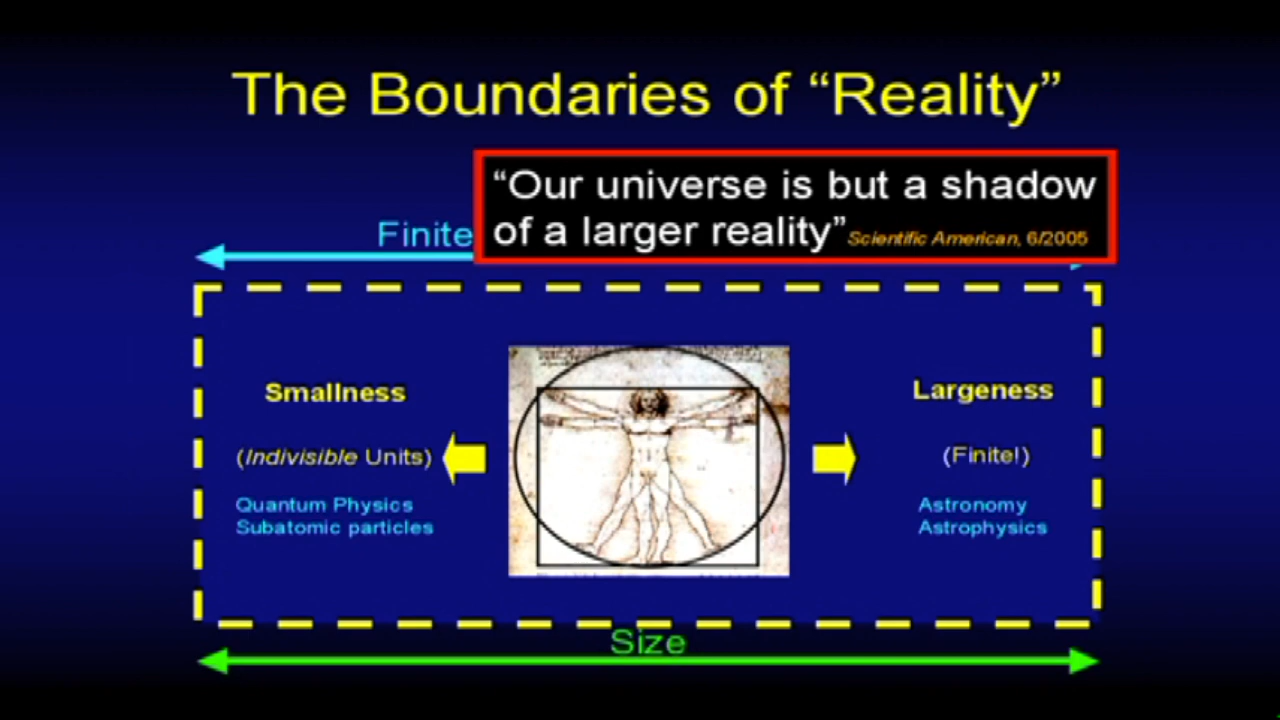 The Boundaries of “Reality”
“Our universe is but a shadow
of a larger reality” Scientific American, 6/2005
Finite
Smallness
Largeness
(Indivisible Units)
(Finite!)
Quantum Physics
Subatomic particles
Astronomy
Astrophysics
Size